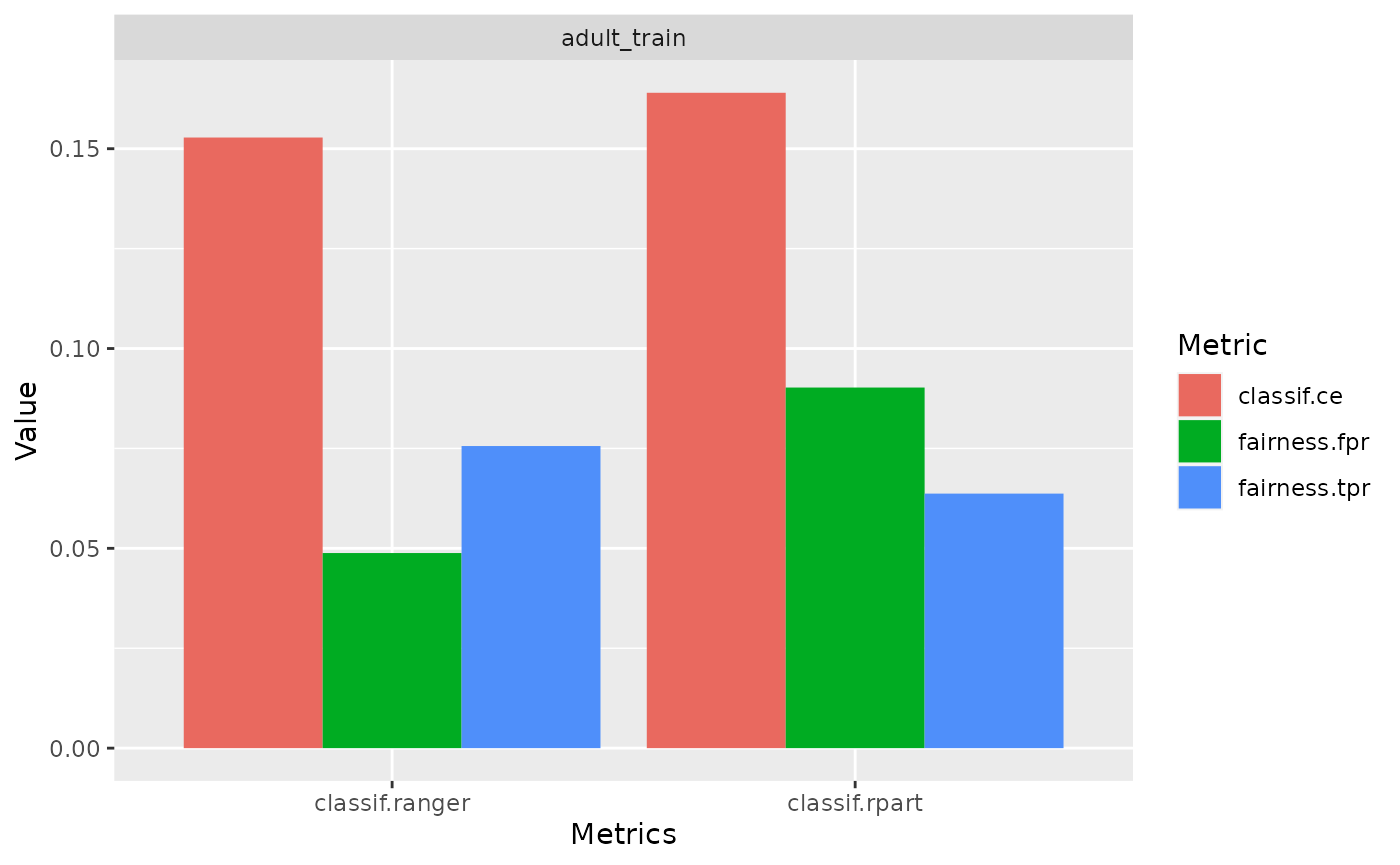 adult_train
Value
0.15
0.10
0.05
0.00
classif.ranger
classif.rpart
Metrics
Metric
classif.ce
fairness.fpr
fairness.tpr